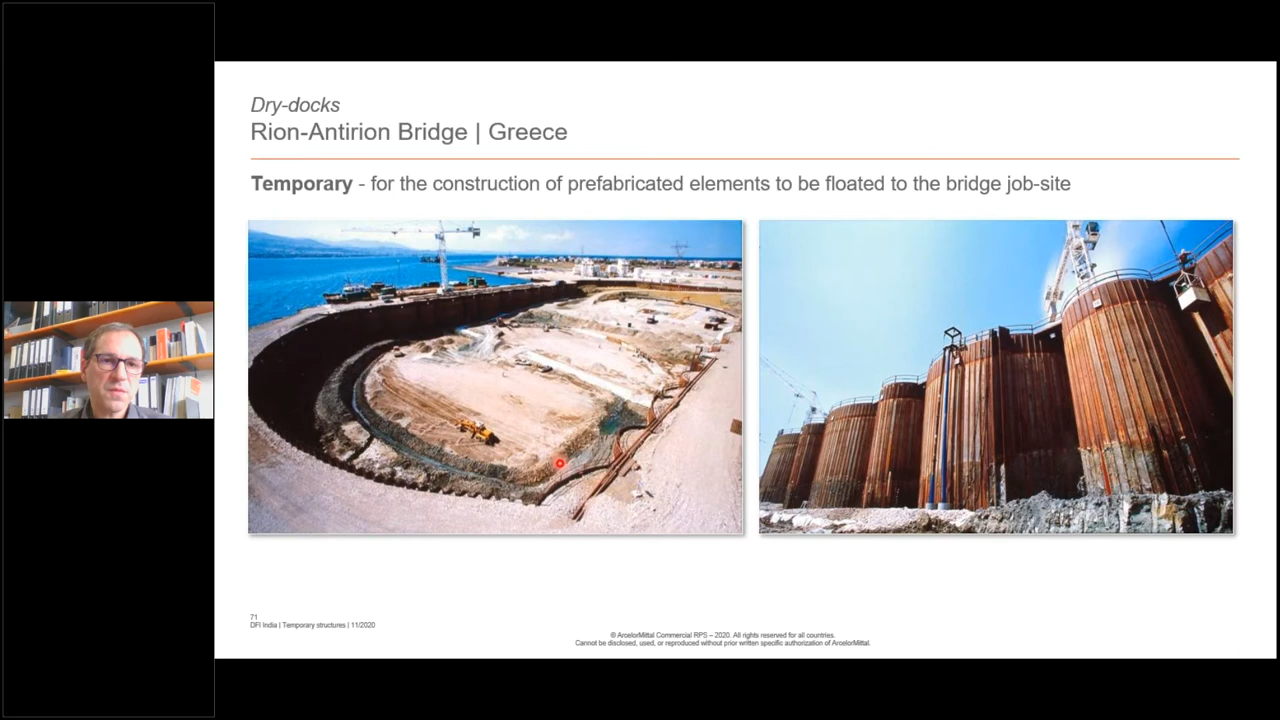 Dry-docks
Rion-Antirion Bridge | Greece
Temporary - for the construction of prefabricated elements to be floated to the bridge job-site
71
DFI India | Temporary structures | 11/2020
© ArcelorMittal Commercial RPS – 2020. All rights reserved for all countries.
Cannot be disclosed, used, or reproduced without prior written specific authorization of ArcelorMittal.